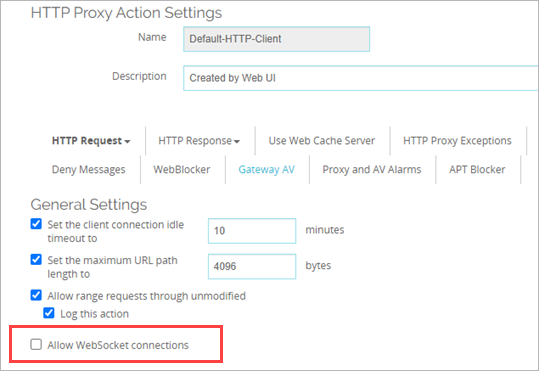 HTTP Proxy Action Settings
Name Default-HTTP-Client
Description Created by Web UI
HTTP Request HTTP Response Use Web Cache Server HTTP Proxy Exceptions
Deny Messages WebBlocker Gateway AV Proxy and AV Alarms APT Blocker
General Settings
Set the client connection idle
timeout to 10 minutes
Set the maximum URL path
length to 4096 bytes
Allow range requests through unmodified
Log this action
Allow WebSocket connections